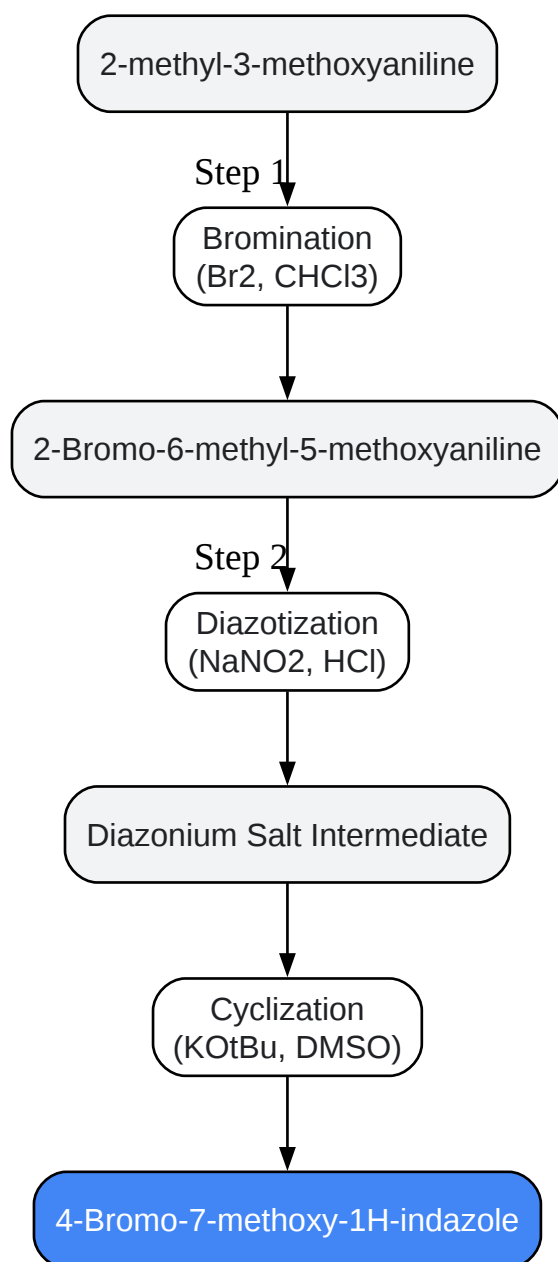 2-methyl-3-methoxyaniline
Step 1
Bromination
(Br2, CHCl3)
2-Bromo-6-methyl-5-methoxyaniline
Step 2
Diazotization
(NaNO2, HCl)
Diazonium Salt Intermediate
Cyclization
(KOtBu, DMSO)
4-Bromo-7-methoxy-1H-indazole